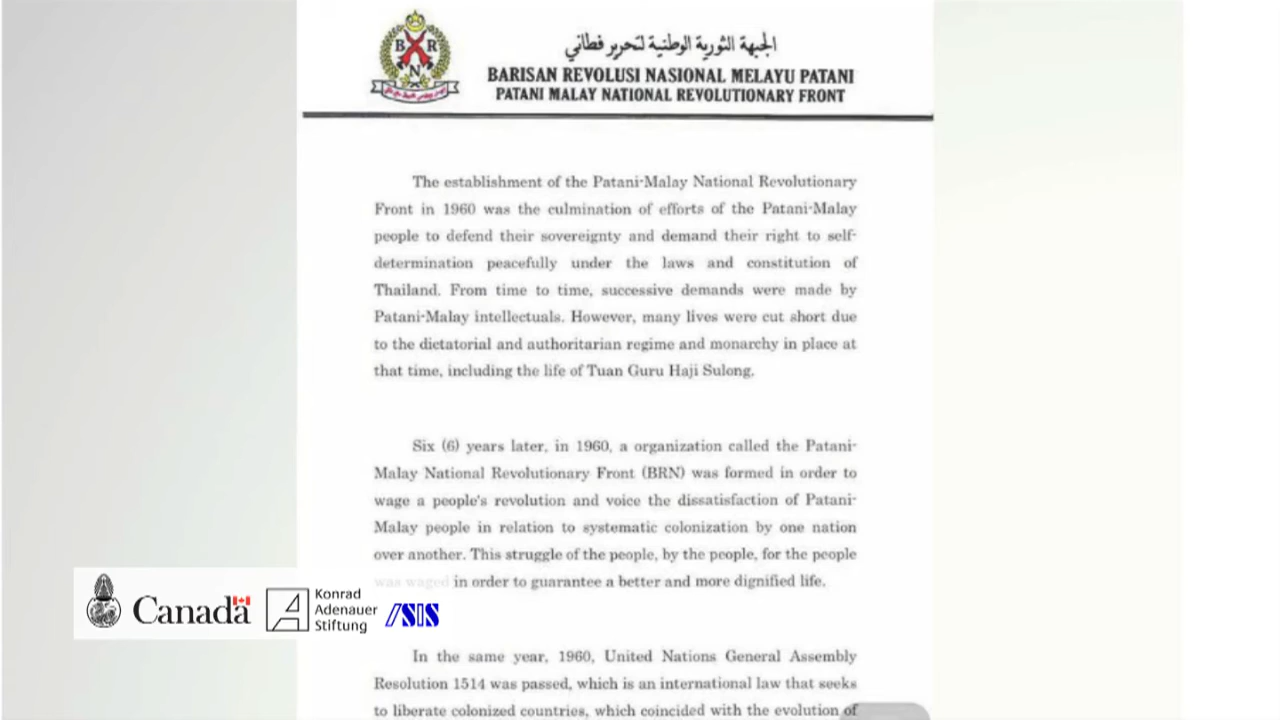 B R
N
الجبهة الثورية الوطنية لتحرير فطاني
BARISAN REVOLUSI NASIONAL MELAYU PATANI
PATANI MALAY NATIONAL REVOLUTIONARY FRONT
The establishment of the Patani-Malay National Revolutionary
Front in 1960 was the culmination of efforts of the Patani-Malay
people to defend their sovereignty and demand their right to self-
determination peacefully under the laws and constitution of
Thailand. From time to time, successive demands were made by
Patani-Malay intellectuals. However, many lives were cut short due
to the dictatorial and authoritarian regime and monarchy in place at
that time, including the life of Tuan Guru Haji Sulong.
Six (6) years later, in 1960, a organization called the Patani-
Malay National Revolutionary Front (BRN) was formed in order to
wage a people's revolution and voice the dissatisfaction of Patani-
Malay people in relation to systematic colonization by one nation
over another. This struggle of the people, by the people, for the people
was waged in order to guarantee a better and more dignified life.
Canada
Konrad
Adenauer
Stiftung
ISIS
In the same year, 1960, United Nations General Assembly
Resolution 1514 was passed, which is an international law that seeks
to liberate colonized countries, which coincided with the evolution of